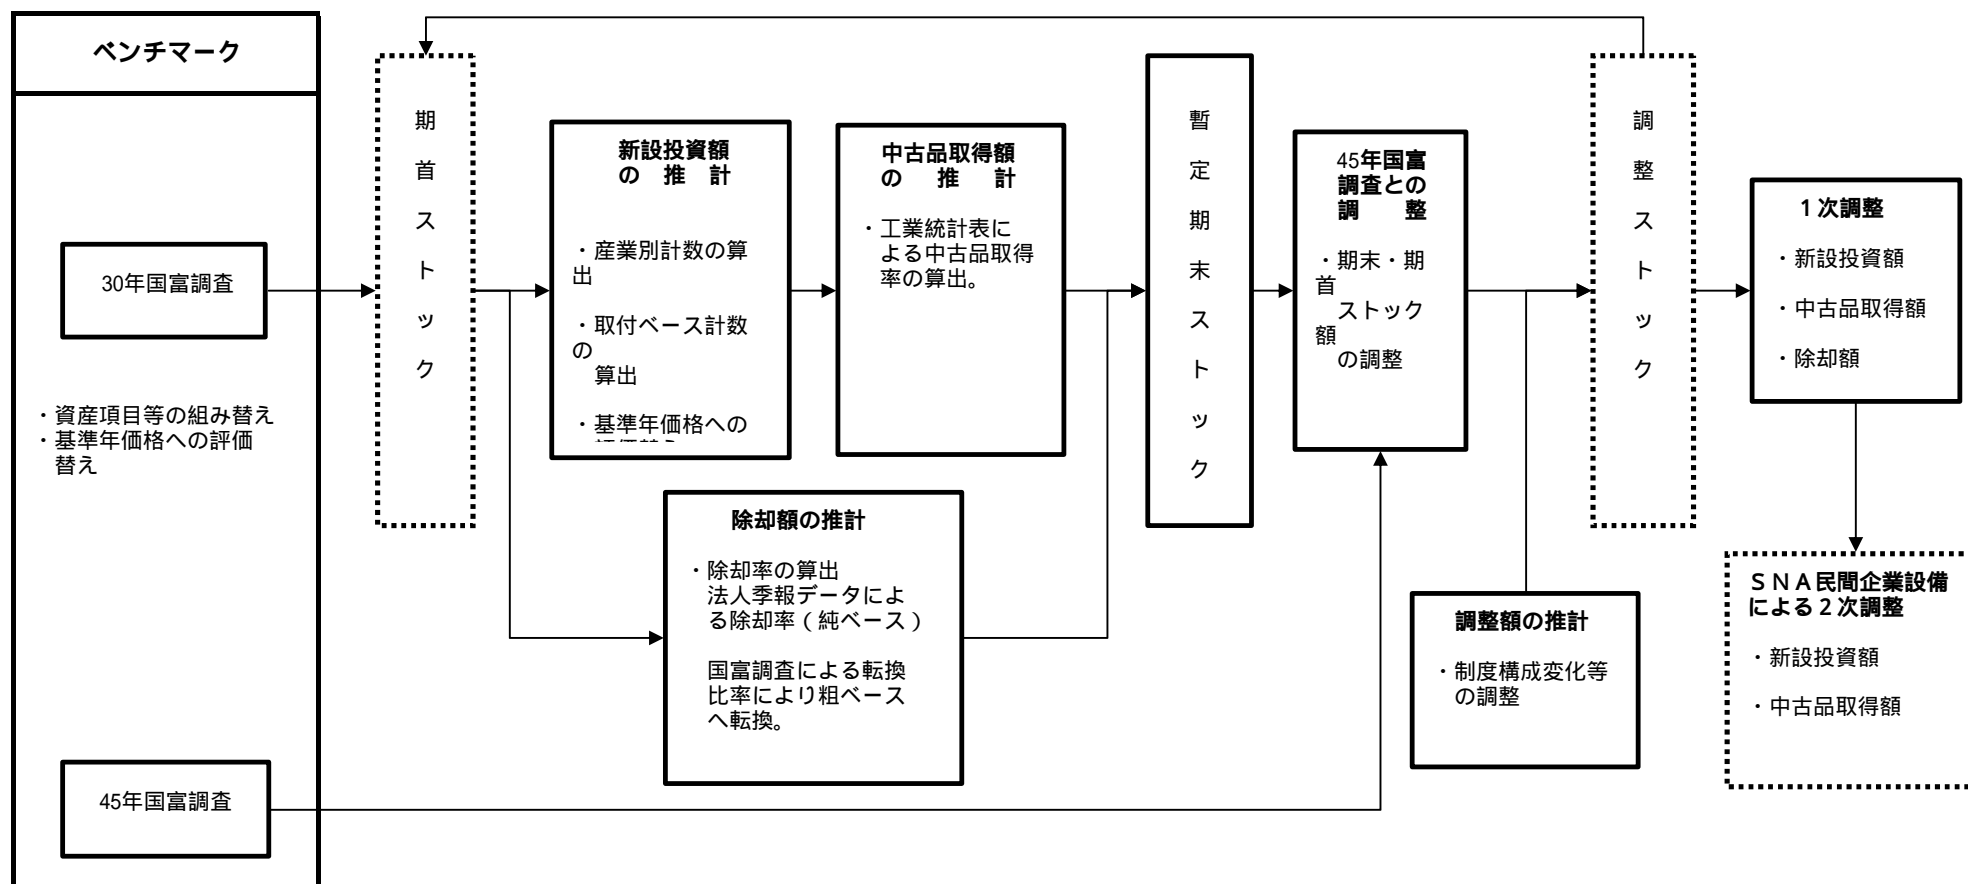 ベンチマーク
30年国富調査
・資産項目等の組み替え
・基準年価格への評価
替え
45年国富調査
期首ストック
新設投資額
の 推 計
・産業別計数の算
出
・取付ベース計数
の
算出
・基準年価格への
中古品取得額
の 推 計
・工業統計表に
よる中古品取得
率の算出。
除却額の推計
・除却率の算出
法人季報データによ
る除却率（純ベース）
国富調査による転換
比率により粗ベース
へ転換。
暫定期末ストック
45年国富
調査との
調 整
・期末・期
首
ストック
額
の調整
調整額の推計
・制度構成変化等
の調整
調整ストック
１次調整
・新設投資額
・中古品取得額
・除却額
ＳＮＡ民間企業設備
による２次調整
・新設投資額
・中古品取得額